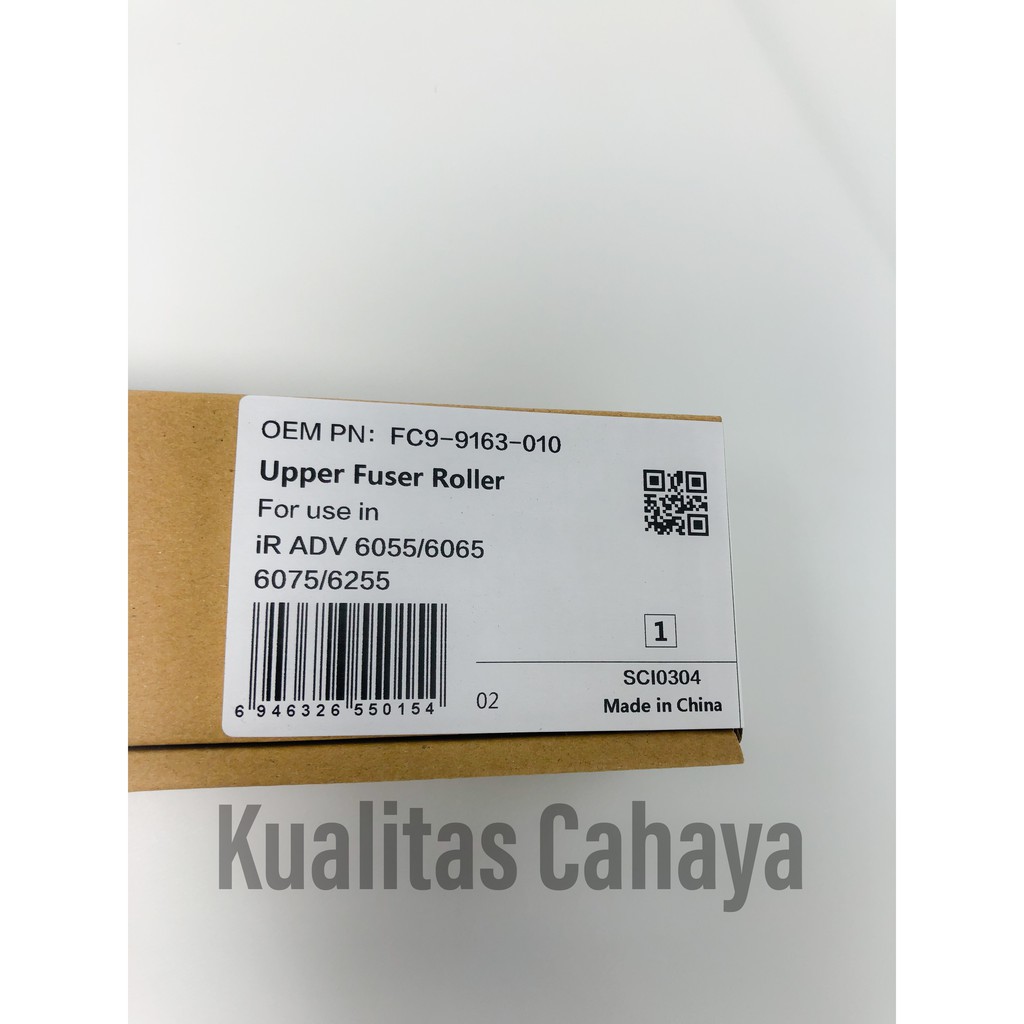 OEM PN: FC9-9163-010
Upper Fuser Roller
For use in
iR ADV 6055/6065
6075/6255
1
SCI0304
02
Made in China
6 946326 550154
Kualitas Cahaya